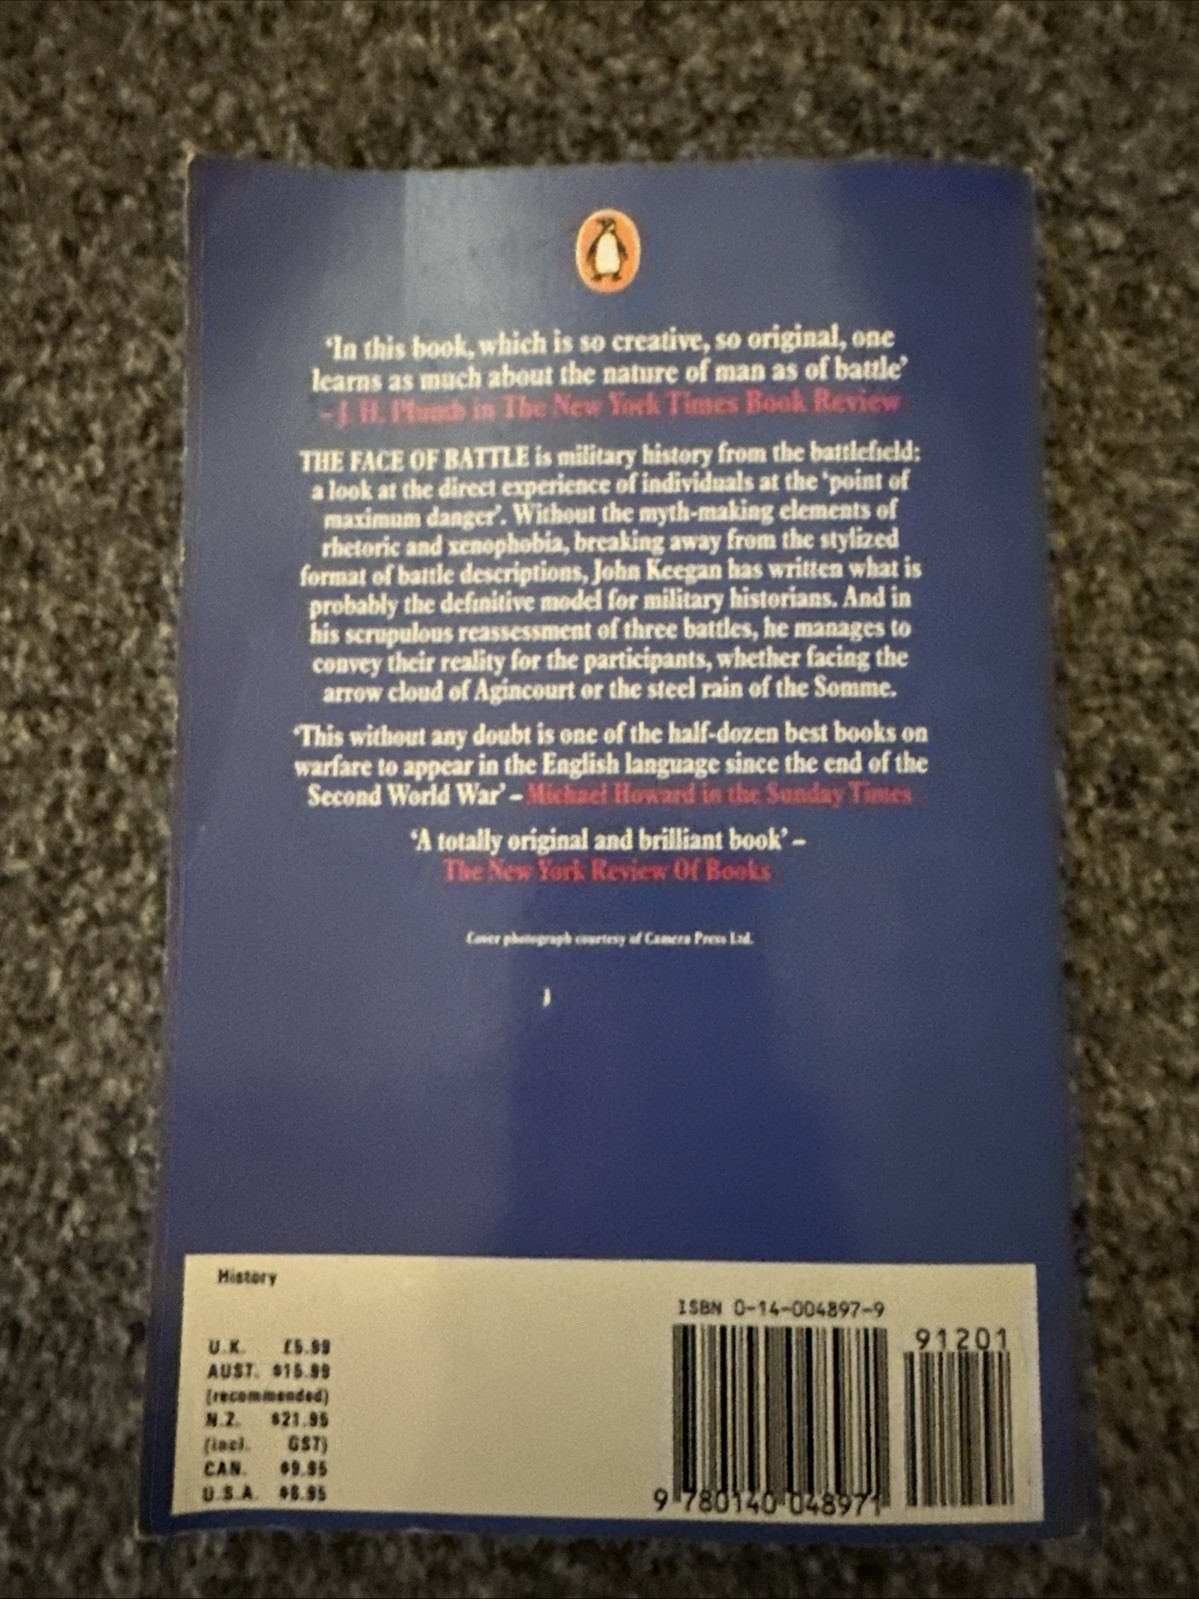 ‘In this book, which is so creative, so original, one
learns as much about the nature of man as of battle’
– J. H. Plumb in The New York Times Book Review
THE FACE OF BATTLE is military history from the battlefield;
a look at the direct experience of individuals at the ‘point of
maximum danger’. Without the myth-making elements of
rhetoric and xenophobia, breaking away from the stylized
format of battle descriptions, John Keegan has written what is
probably the definitive model for military historians. And in
his scrupulous reassessment of three battles, he manages to
convey their reality for the participants, whether facing the
arrow cloud of Agincourt or the steel rain of the Somme.
‘This without any doubt is one of the half-dozen best books on
warfare to appear in the English language since the end of the
Second World War’ – Michael Howard in the Sunday Times
‘A totally original and brilliant book’ –
The New York Review Of Books
Cover photograph courtesy of Camera Press Ltd.
History
U.K. £5.99
AUST. $15.99
(recommended)
N.Z. $21.95
(incl. GST)
CAN. $9.95
U.S.A. $8.95
ISBN 0-14-004897-9
91201
9 780140 048971